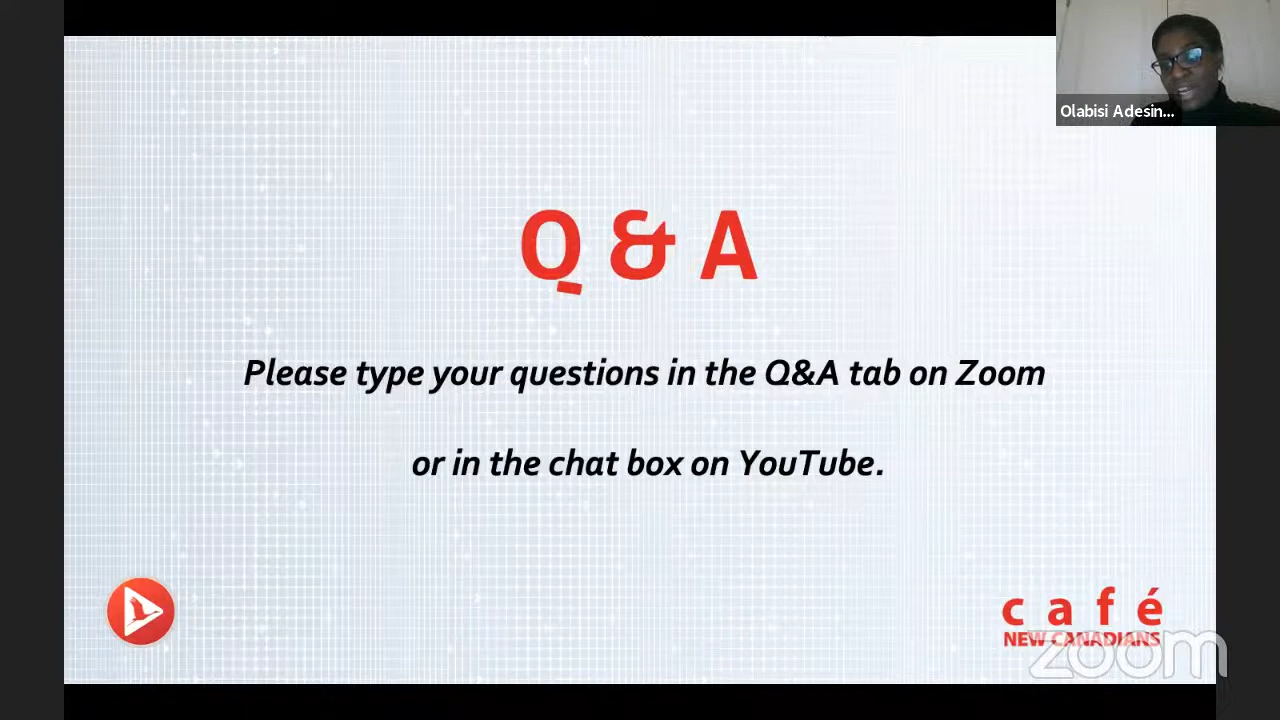 Olabisi Adesin...
Q & A
Please type your questions in the Q&A tab on Zoom
or in the chat box on YouTube.
café
NEW CANADIANS
zoom